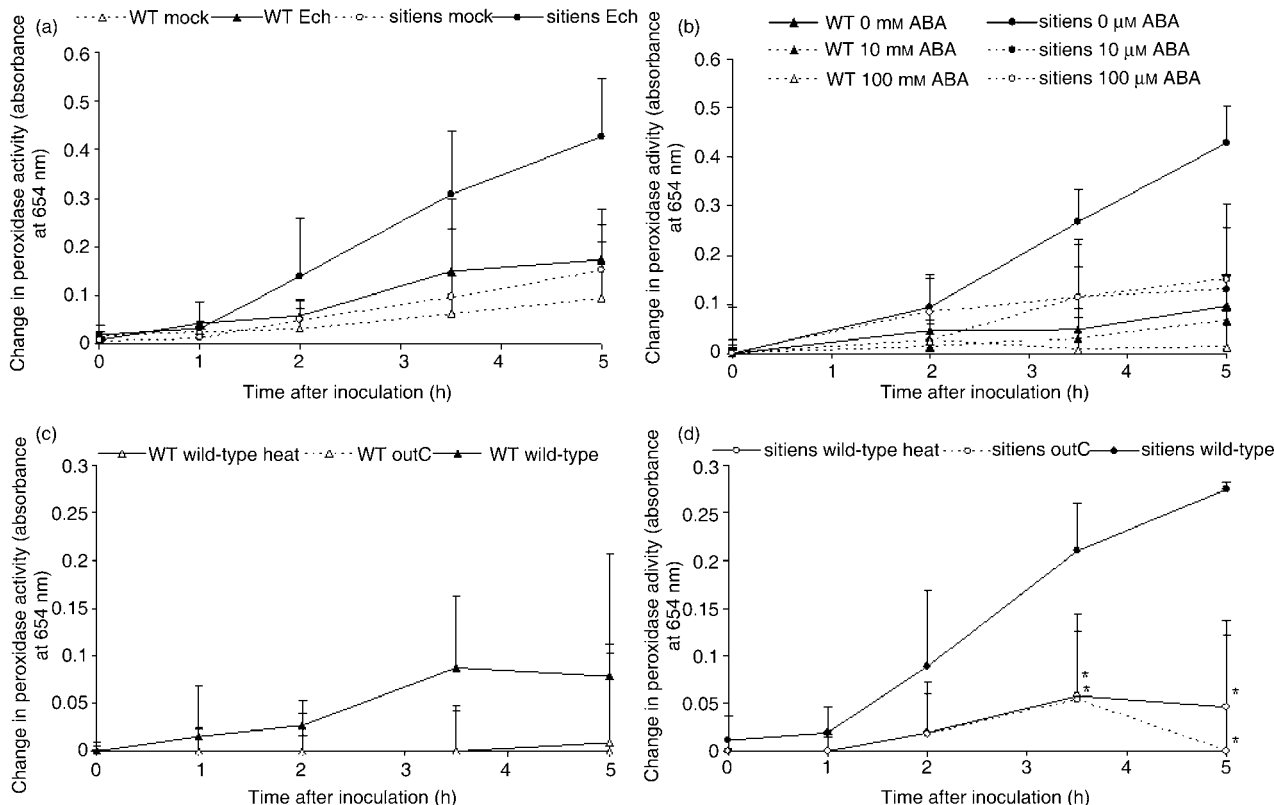 (a)
WT mock WT Ech sitiens mock sitiens Ech
Change in peroxidase activity (absorbance
at 654 nm)
0.6
0.5
0.4
0.3
0.2
0.1
0
0 1 2 3 4 5
Time after inoculation (h)
(b)
WT 0 mM ABA sitiens 0 μM ABA
WT 10 mM ABA sitiens 10 μM ABA
WT 100 mM ABA sitiens 100 μM ABA
Change in peroxidase adivity (absorbance
at 654 nm)
0.6
0.5
0.4
0.3
0.2
0.1
0
0 1 2 3 4 5
Time after inoculation (h)
(c)
WT wild-type heat WT outC WT wild-type
Change in peroxidase activity (absorbance
at 654 nm)
0.3
0.25
0.2
0.15
0.1
0.05
0
0 1 2 3 4 5
Time after inoculation (h)
(d)
sitiens wild-type heat sitiens outC sitiens wild-type
Change in peroxidase adivity (absorbance
at 654 nm)
0.3
0.25
0.2
0.15
0.1
0.05
0
*
*
*
*
0 1 2 3 4 5
Time after inoculation (h)